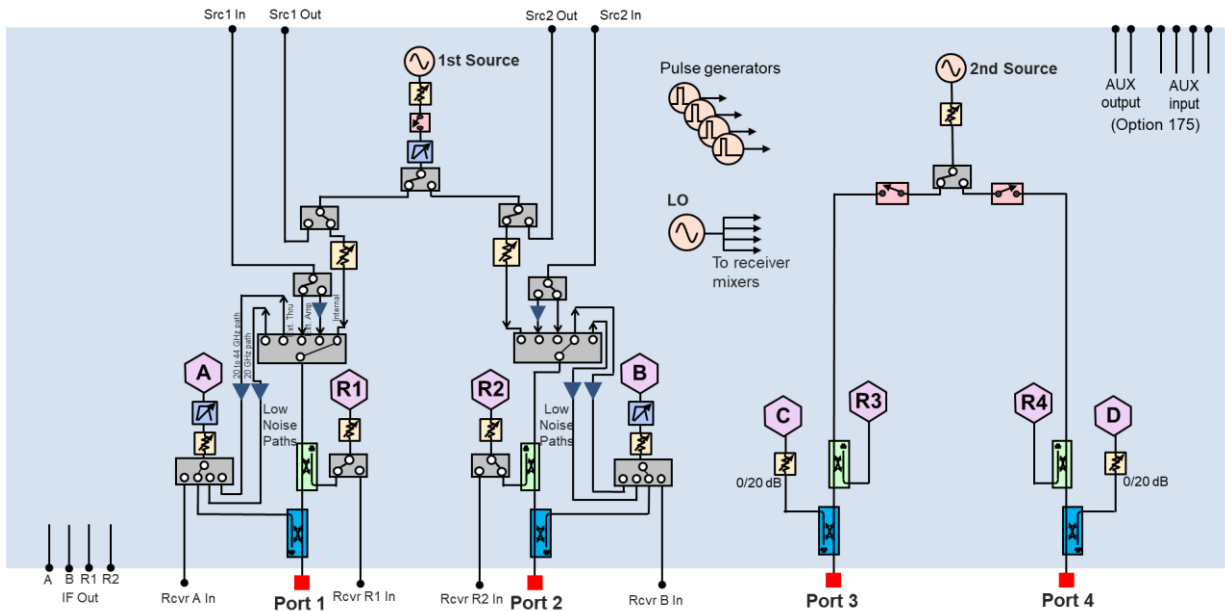 Src1 In
Src1 Out
Src2 Out
Src2 In
1st Source
Pulse generators
2nd Source
AUX
output
AUX
input
(Option 175)
LO
To receiver
mixers
20 to 44 GHz path
20 GHz path
Ext. Thru
Ext. Amp
Internal
A
R1
R2
B
Low
Noise
Paths
Low
Noise
Paths
C
R3
R4
D
0/20 dB
0/20 dB
A
B
R1
R2
IF Out
Rcvr A In
Port 1
Rcvr R1 In
Rcvr R2 In
Port 2
Rcvr B In
Port 3
Port 4